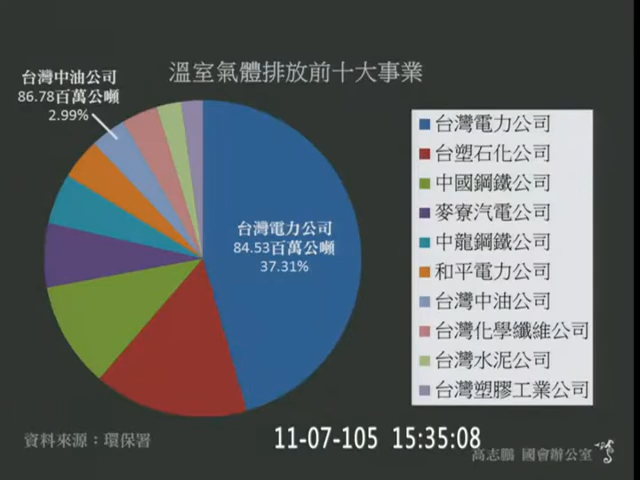 溫室氣體排放前十大事業
台灣中油公司
86.78百萬公噸
2.99%
台灣電力公司
84.53百萬公噸
37.31%
台灣電力公司
台塑石化公司
中國鋼鐵公司
麥寮汽電公司
中龍鋼鐵公司
和平電力公司
台灣中油公司
台灣化學纖維公司
台灣水泥公司
台灣塑膠工業公司
資料來源：環保署
11-07-105 15:35:08
高志鵬 國會辦公室